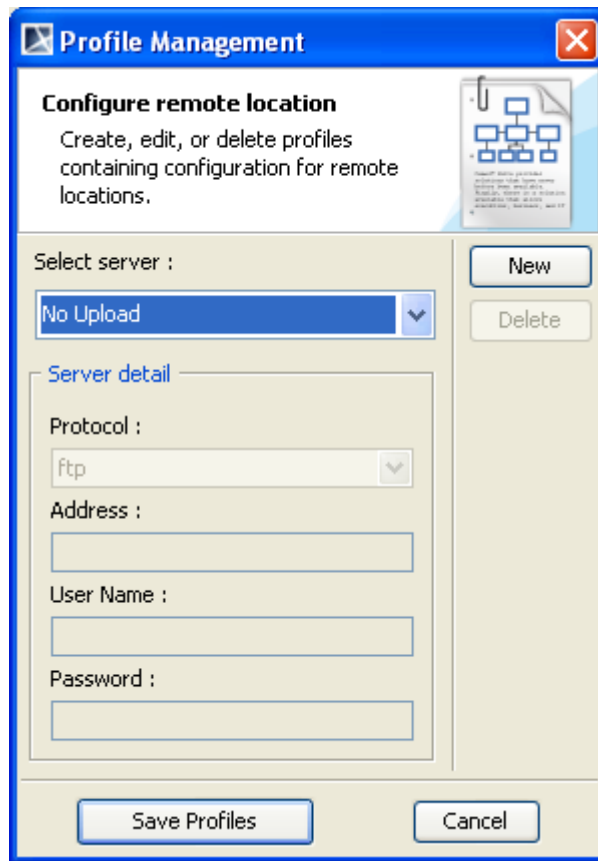 Profile Management
Configure remote location
Create, edit, or delete profiles
containing configuration for remote
locations.
Select server :
New
No Upload
Delete
Server detail
Protocol :
ftp
Address :
User Name :
Password :
Save Profiles
Cancel